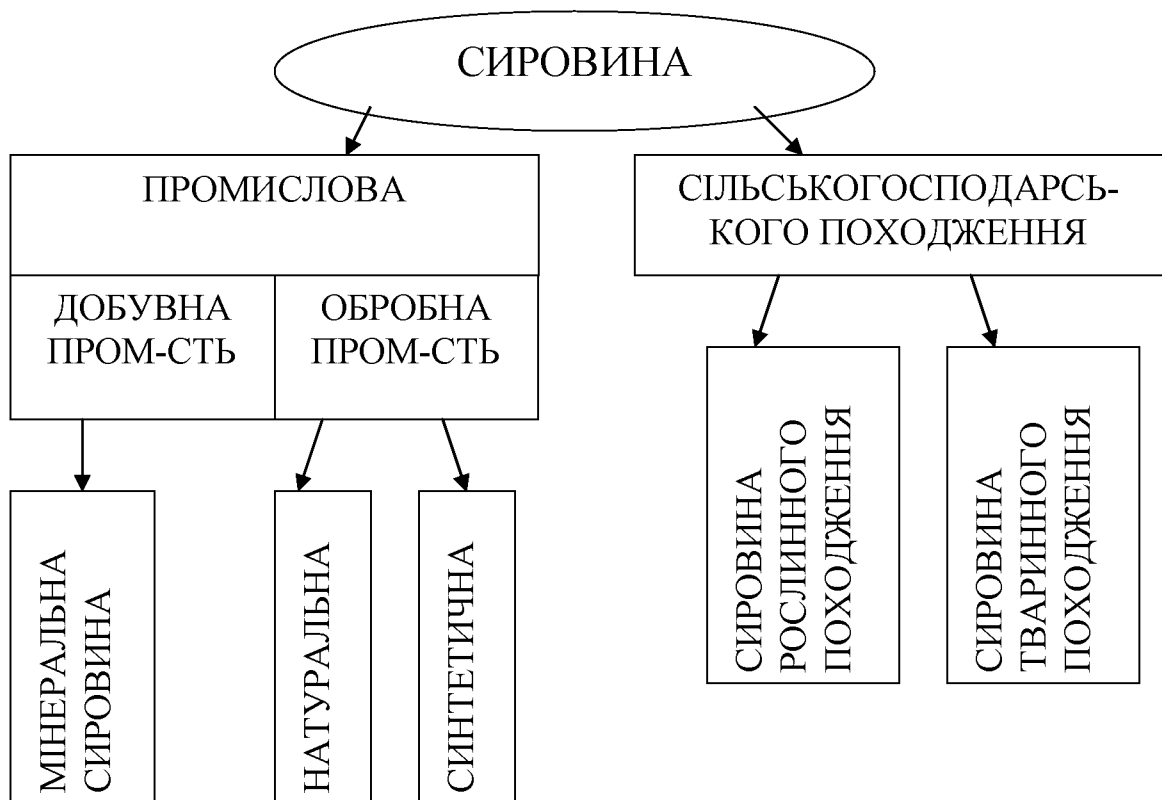 СИРОВИНА
ПРОМИСЛОВА
СІЛЬСЬКОГОСПОДАРСЬ-
КОГО ПОХОДЖЕННЯ
ДОБУВНА
ПРОМ-СТЬ
ОБРОБНА
ПРОМ-СТЬ
МІНЕРАЛЬНА
СИРОВИНА
НАТУРАЛЬНА
СИНТЕТИЧНА
СИРОВИНА
РОСЛИННОГО
ПОХОДЖЕННЯ
СИРОВИНА
ТВАРИННОГО
ПОХОДЖЕННЯ